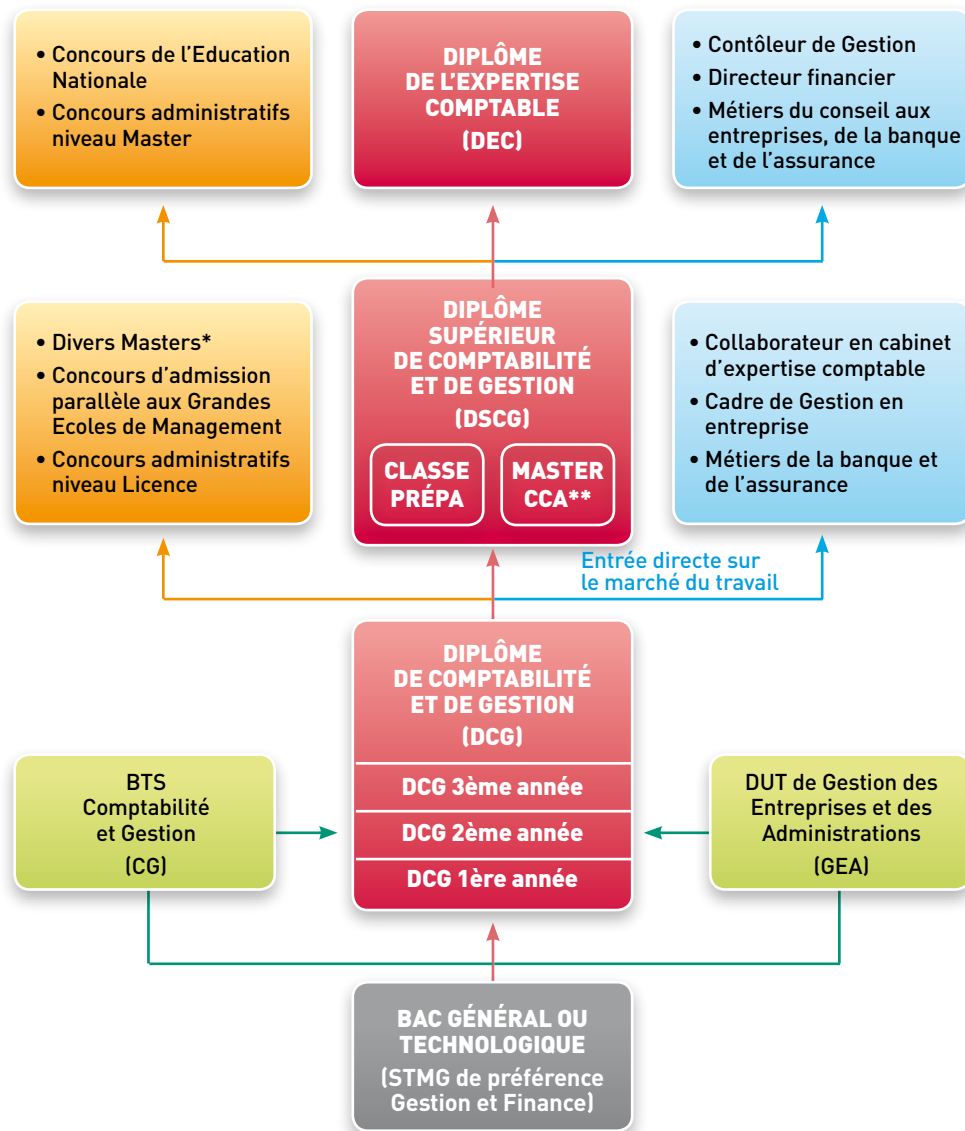 • Concours de l’Education
Nationale
• Concours administratifs
niveau Master
DIPLÔME
DE L’EXPERTISE
COMPTABLE
(DEC)
• Contôleur de Gestion
• Directeur financier
• Métiers du conseil aux
entreprises, de la banque
et de l’assurance
• Divers Masters*
• Concours d’admission
parallèle aux Grandes
Ecoles de Management
• Concours administratifs
niveau Licence
DIPLÔME
SUPÉRIEUR
DE COMPTABILITÉ
ET DE GESTION
(DSCG)
CLASSE
PRÉPA
MASTER
CCA**
• Collaborateur en cabinet
d’expertise comptable
• Cadre de Gestion en
entreprise
• Métiers de la banque et
de l’assurance
Entrée directe sur
le marché du travail
DIPLÔME
DE COMPTABILITÉ
ET DE GESTION
(DCG)
DCG 3ème année
DCG 2ème année
DCG 1ère année
BTS
Comptabilité
et Gestion
(CG)
DUT de Gestion des
Entreprises et des
Administrations
(GEA)
BAC GÉNÉRAL OU
TECHNOLOGIQUE
(STMG de préférence
Gestion et Finance)